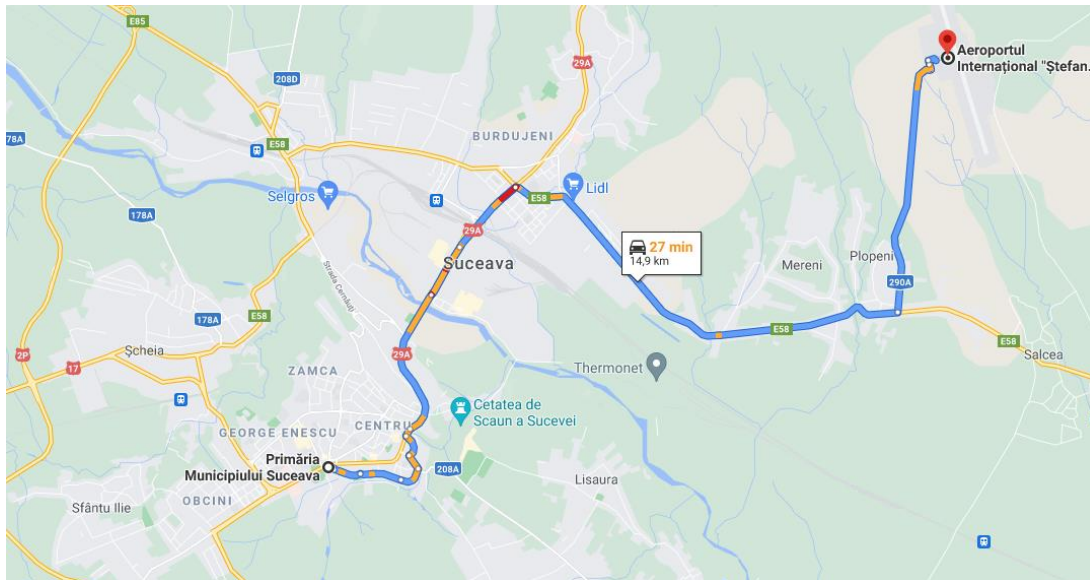 E85
Aeroportul
Internațional "Ștefan.
29A
208D
BURDUJENI
78A
E58
Selgros
Lidl
E58
178A
29A
27 min
14,9 km
Suceava
Mereni
Plopeni
290A
Strada Cernăuți
178A
E58
E58
Șcheia
29A
2P
17
Salcea
Thermonet
ZAMCA
Cetatea de
Scaun a Sucevei
GEORGE ENESCU
CENTRU
Primăria
Municipiului Suceava
208A
Lisaura
OBCINI
Sfântu Ilie